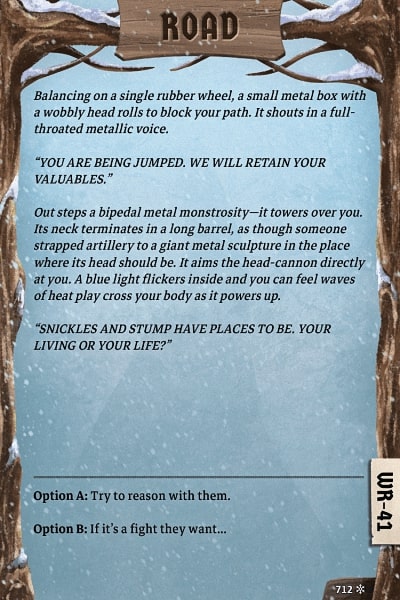 ROAD
Balancing on a single rubber wheel, a small metal box with
a wobbly head rolls to block your path. It shouts in a full-
throated metallic voice.
“YOU ARE BEING JUMPED. WE WILL RETAIN YOUR
VALUABLES.”
Out steps a bipedal metal monstrosity—it towers over you.
Its neck terminates in a long barrel, as though someone
strapped artillery to a giant metal sculpture in the place
where its head should be. It aims the head-cannon directly
at you. A blue light flickers inside and you can feel waves
of heat play cross your body as it powers up.
“SNICKLES AND STUMP HAVE PLACES TO BE. YOUR
LIVING OR YOUR LIFE?”
Option A: Try to reason with them.
Option B: If it’s a fight they want...
WR-41
712 ✻